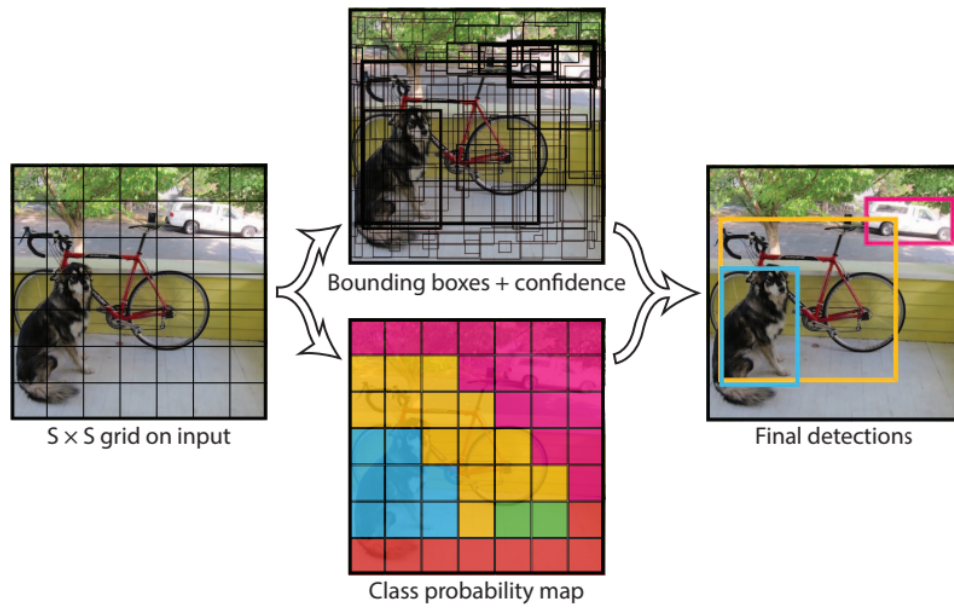 S × S grid on input
Bounding boxes + confidence
Class probability map
Final detections